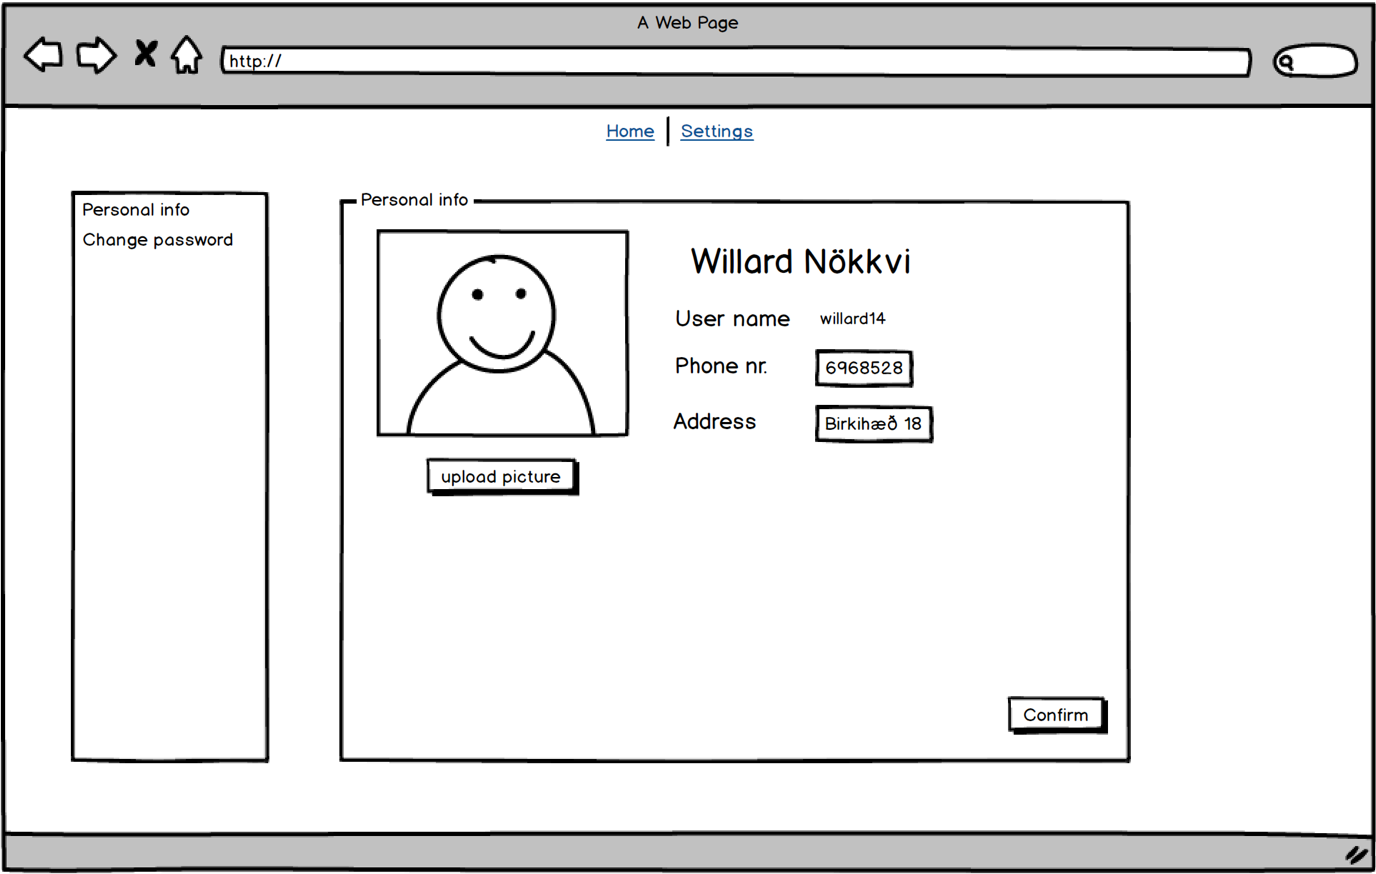 A Web Page
http://
Home | Settings
Personal info
Change password
Personal info
Willard Nökkvi
User name willard14
Phone nr. 6968528
Address Birkihæð 18
upload picture
Confirm